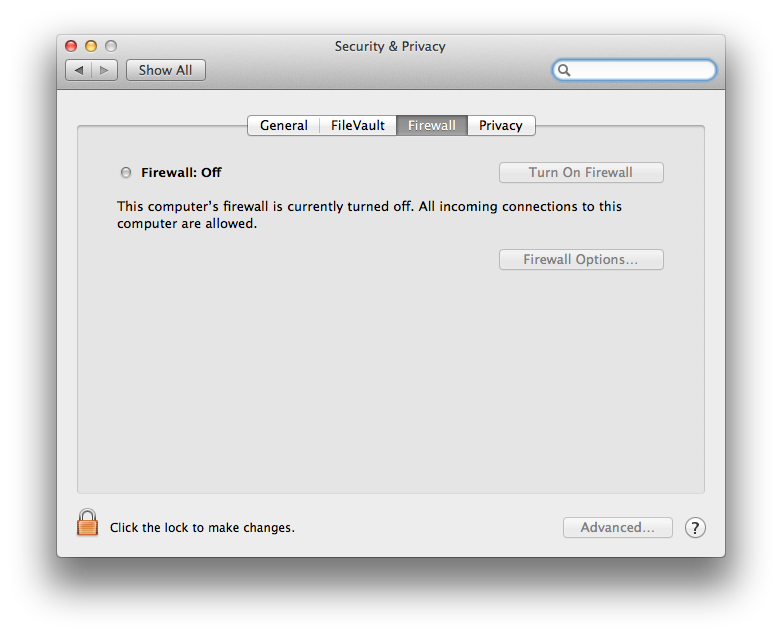 Security & Privacy
Show All
General FileVault Firewall Privacy
Firewall: Off Turn On Firewall
This computer's firewall is currently turned off. All incoming connections to this
computer are allowed.
Firewall Options...
Click the lock to make changes. Advanced... ?